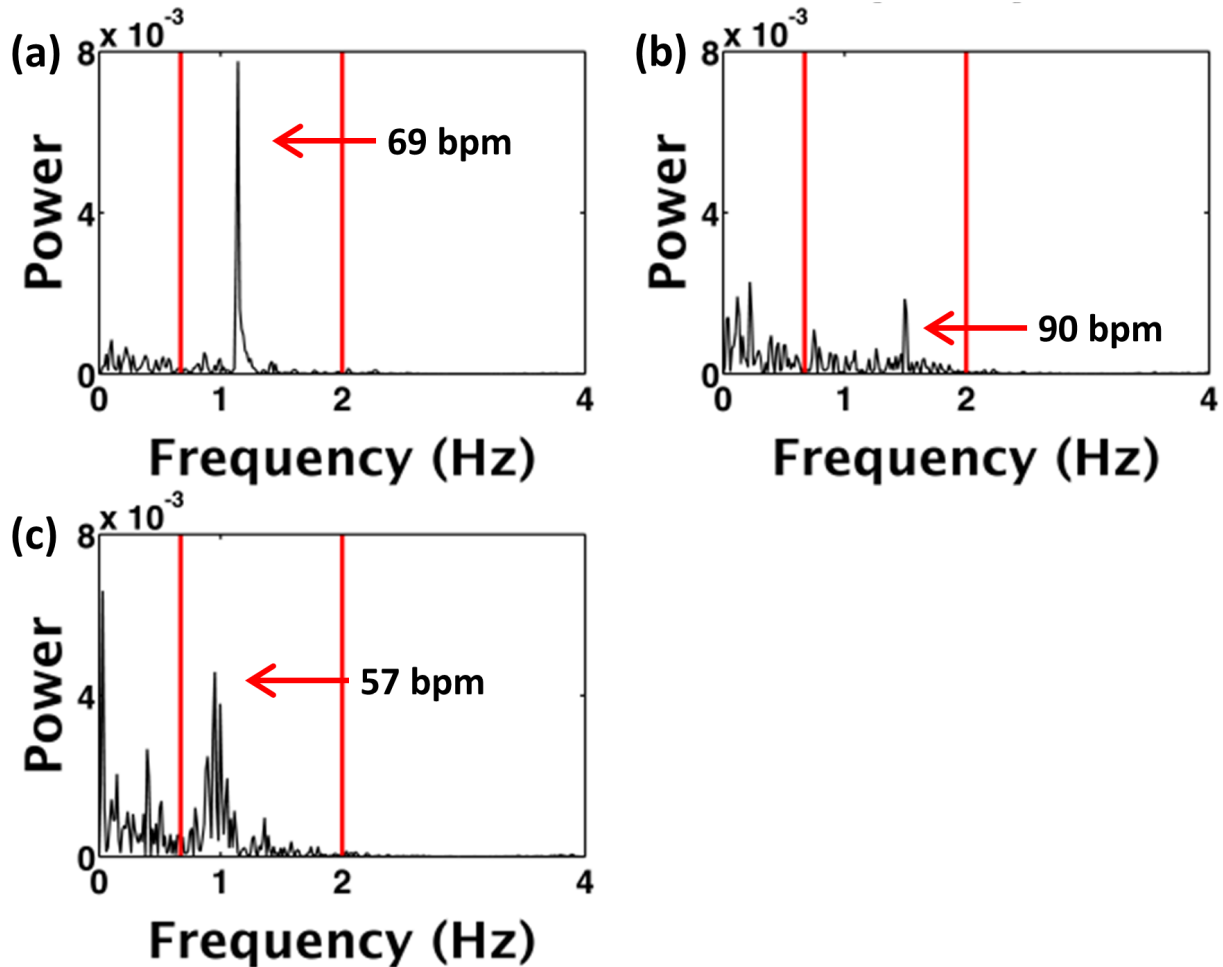 (a)
8 x 10^-3
4
0
Power
69 bpm
0 1 2 4
Frequency (Hz)
(b)
8 x 10^-3
4
0
Power
90 bpm
0 1 2 4
Frequency (Hz)
(c)
8 x 10^-3
4
0
Power
57 bpm
0 1 2 4
Frequency (Hz)